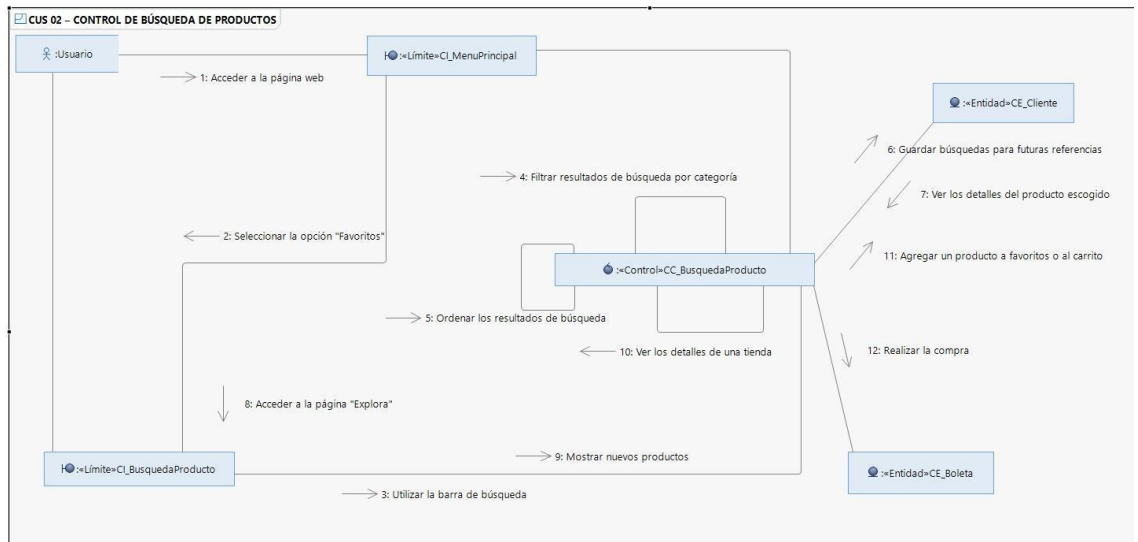 CUS 02 – CONTROL DE BÚSQUEDA DE PRODUCTOS
:Usuario
:«Límite»CI_MenuPrincipal
1: Acceder a la página web
:«Entidad»CE_Cliente
6: Guardar búsquedas para futuras referencias
4: Filtrar resultados de búsqueda por categoría
7: Ver los detalles del producto escogido
2: Seleccionar la opción "Favoritos"
11: Agregar un producto a favoritos o al carrito
:«Control»CC_BusquedaProducto
5: Ordenar los resultados de búsqueda
10: Ver los detalles de una tienda
12: Realizar la compra
8: Acceder a la página "Explora"
9: Mostrar nuevos productos
:«Límite»CI_BusquedaProducto
:«Entidad»CE_Boleta
3: Utilizar la barra de búsqueda